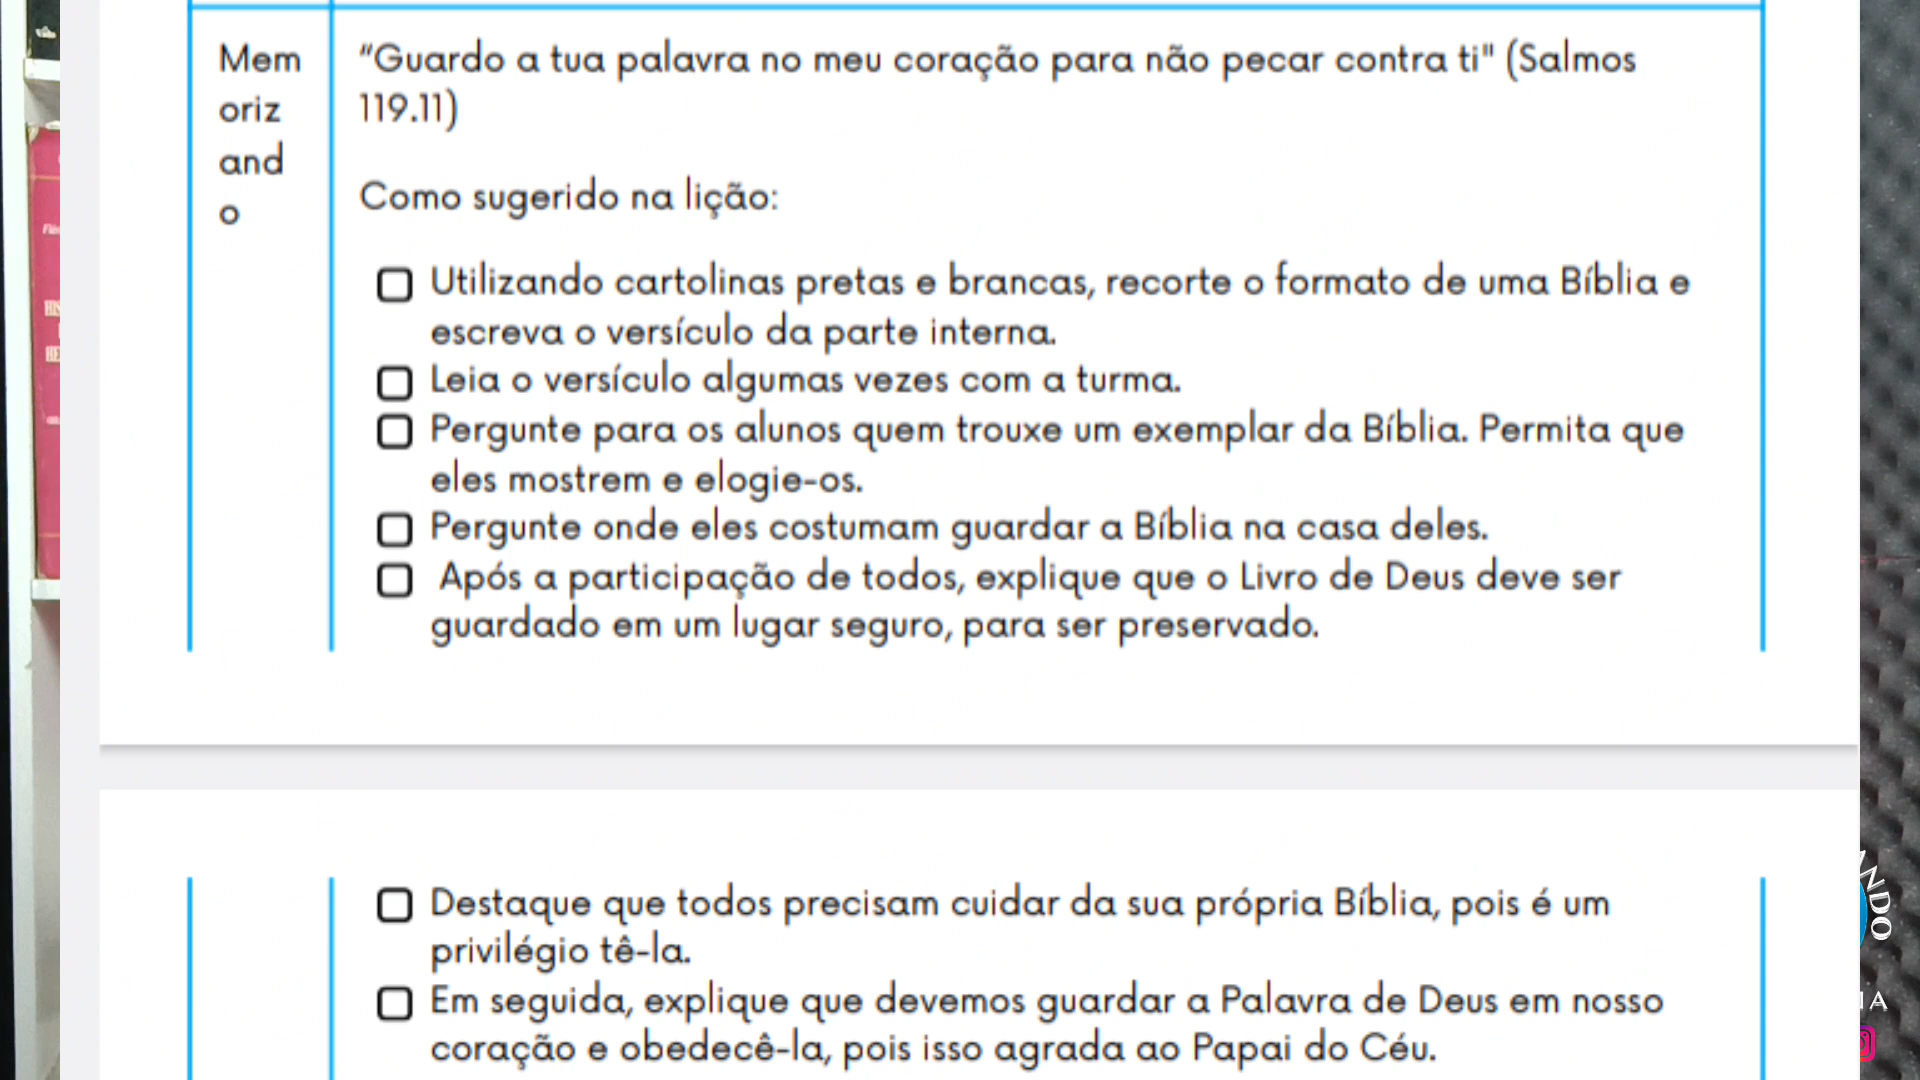 Mem
oriz
and
o
“Guardo a tua palavra no meu coração para não pecar contra ti" (Salmos
119.11)
Como sugerido na lição:
Utilizando cartolinas pretas e brancas, recorte o formato de uma Bíblia e
escreva o versículo da parte interna.
Leia o versículo algumas vezes com a turma.
Pergunte para os alunos quem trouxe um exemplar da Bíblia. Permita que
eles mostrem e elogie-os.
Pergunte onde eles costumam guardar a Bíblia na casa deles.
Após a participação de todos, explique que o Livro de Deus deve ser
guardado em um lugar seguro, para ser preservado.
Destaque que todos precisam cuidar da sua própria Bíblia, pois é um
privilégio tê-la.
Em seguida, explique que devemos guardar a Palavra de Deus em nosso
coração e obedecê-la, pois isso agrada ao Papai do Céu.